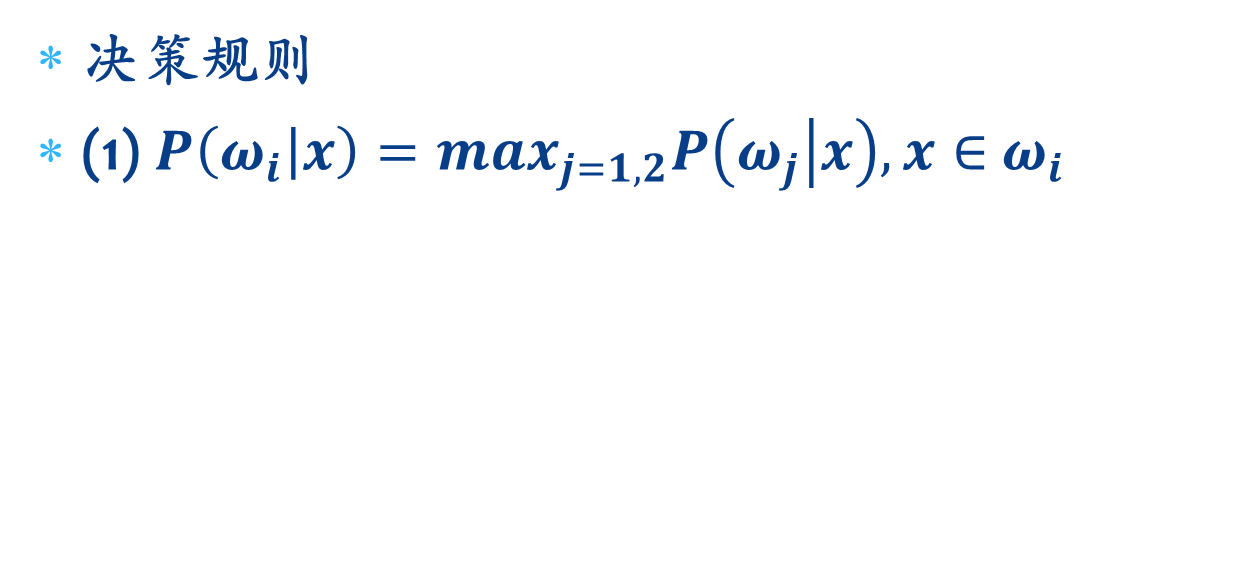 * 决策规则
* (1) P(ωᵢ|x) = maxⱼ₌₁,₂P(ωⱼ|x), x ∈ ωᵢ